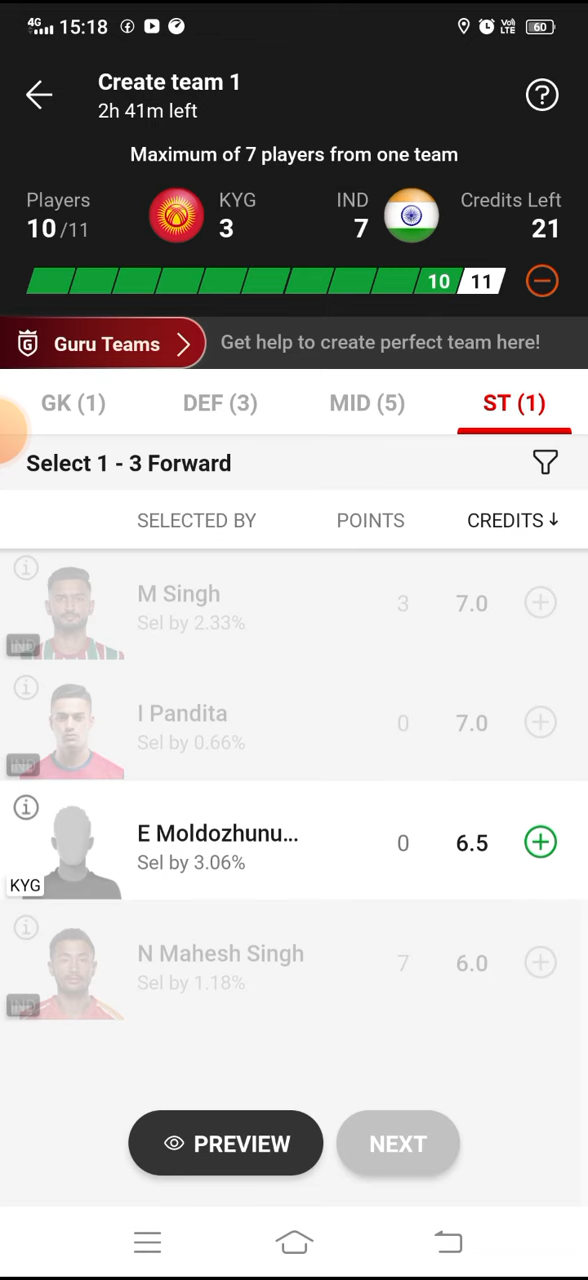 4G 15:18 Vol LTE 60
Create team 1
2h 41m left
Maximum of 7 players from one team
Players KYG IND Credits Left
10/11 3 7 21
10 11
G Guru Teams Get help to create perfect team here!
GK (1) DEF (3) MID (5) ST (1)
Select 1 - 3 Forward
SELECTED BY POINTS CREDITS↓
M Singh 3 7.0
Sel by 2.33%
IND
I Pandita 0 7.0
Sel by 0.66%
IND
E Moldozhunu... 0 6.5
Sel by 3.06%
KYG
N Mahesh Singh 7 6.0
Sel by 1.18%
IND
PREVIEW NEXT